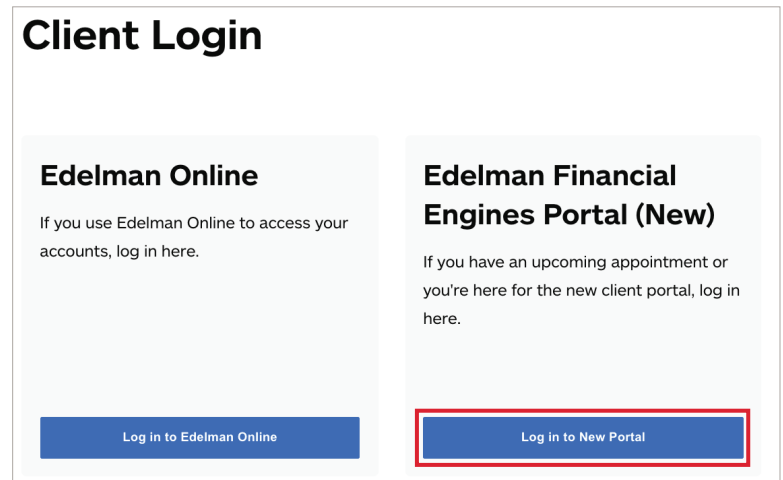 Client Login
Edelman Online
If you use Edelman Online to access your
accounts, log in here.
Log in to Edelman Online
Edelman Financial
Engines Portal (New)
If you have an upcoming appointment or
you're here for the new client portal, log in
here.
Log in to New Portal